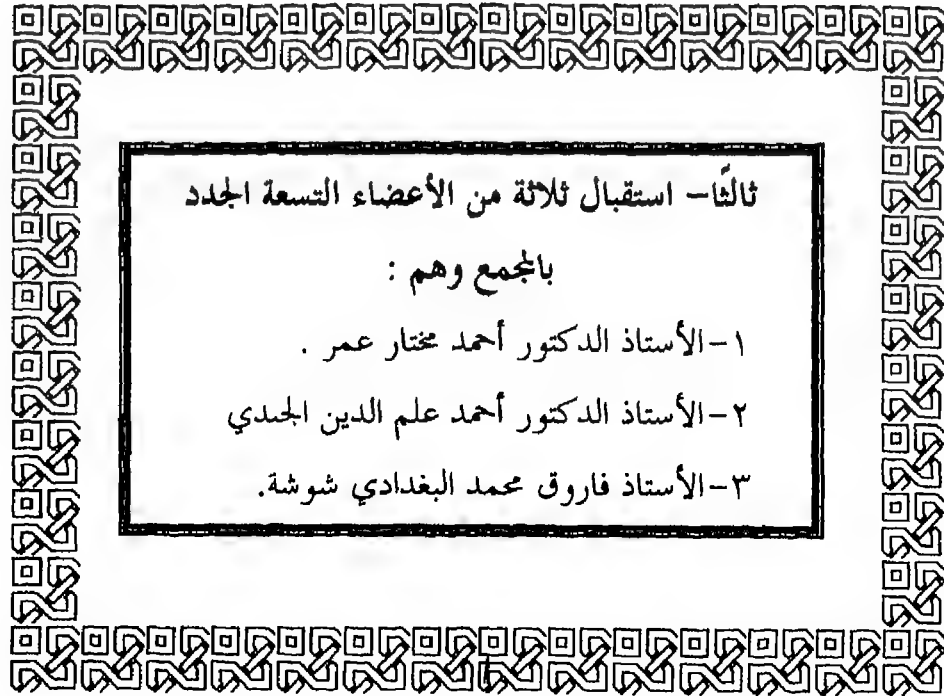 ثالثًا– استقبال ثلاثة من الأعضاء التسعة الجدد
بالمجمع وهم :
١–الأستاذ الدكتور أحمد مختار عمر .
٢–الأستاذ الدكتور أحمد علم الدين الجندي
٣–الأستاذ فاروق محمد البغدادي شوشة.